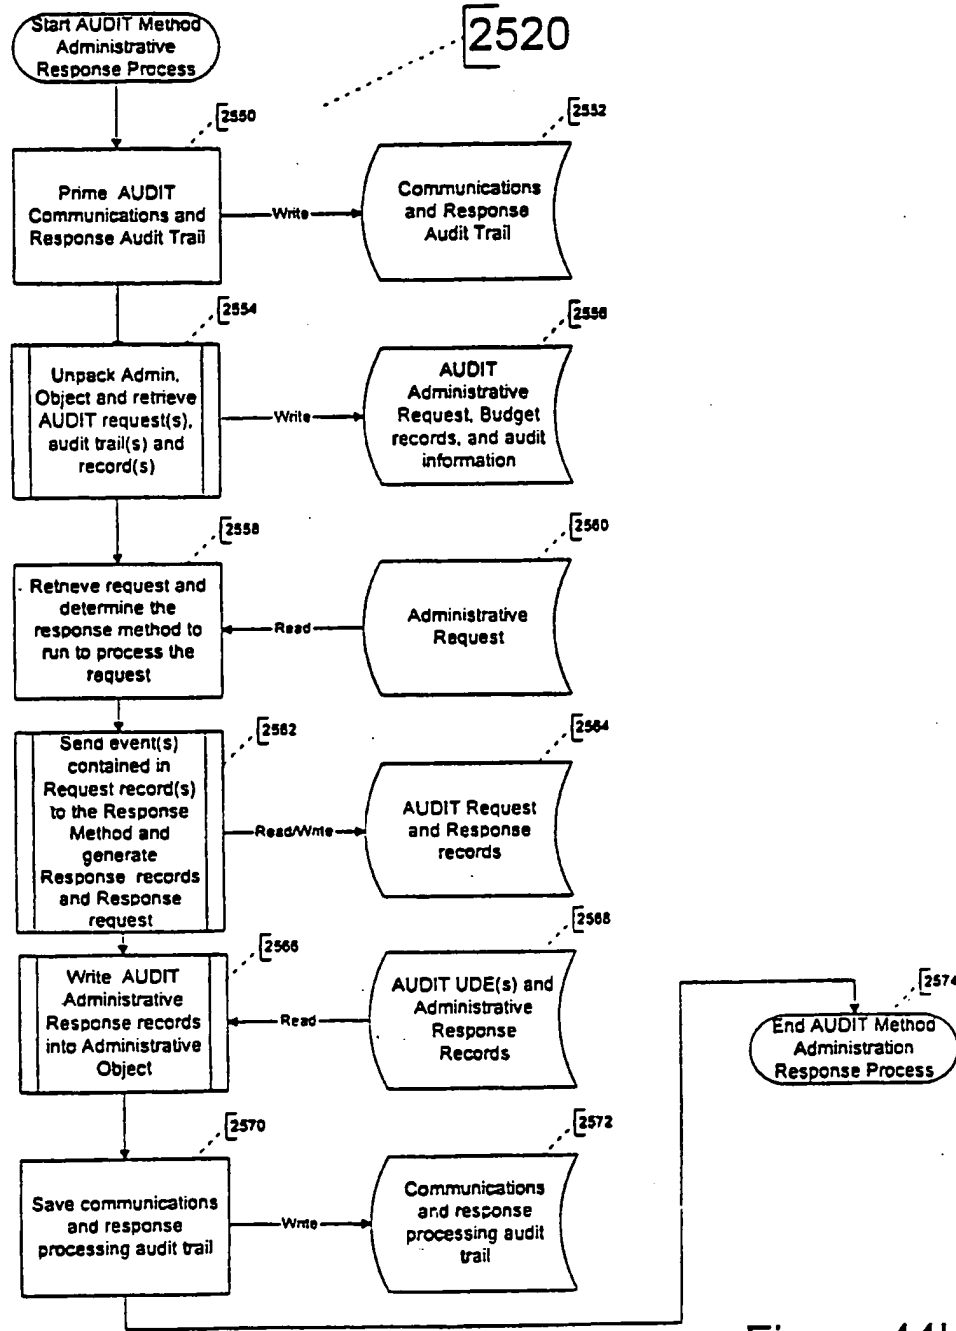 Start AUDIT Method
Administrative
Response Process
2520
2550
Prime AUDIT
Communications and
Response Audit Trail
Write
2552
Communications
and Response
Audit Trail
2554
Unpack Admin.
Object and retrieve
AUDIT request(s),
audit trail(s) and
record(s)
Write
2556
AUDIT
Administrative
Request, Budget
records, and audit
information
2558
Retrieve request and
determine the
response method to
run to process the
request
Read
2560
Administrative
Request
2562
Send event(s)
contained in
Request record(s)
to the Response
Method and
generate
Response records
and Response
request
Read/Write
2564
AUDIT Request
and Response
records
2566
Write AUDIT
Administrative
Response records
into Administrative
Object
Read
2568
AUDIT UDE(s) and
Administrative
Response
Records
2570
Save communications
and response
processing audit trail
Write
2572
Communications
and response
processing audit
trail
2574
End AUDIT Method
Administration
Response Process